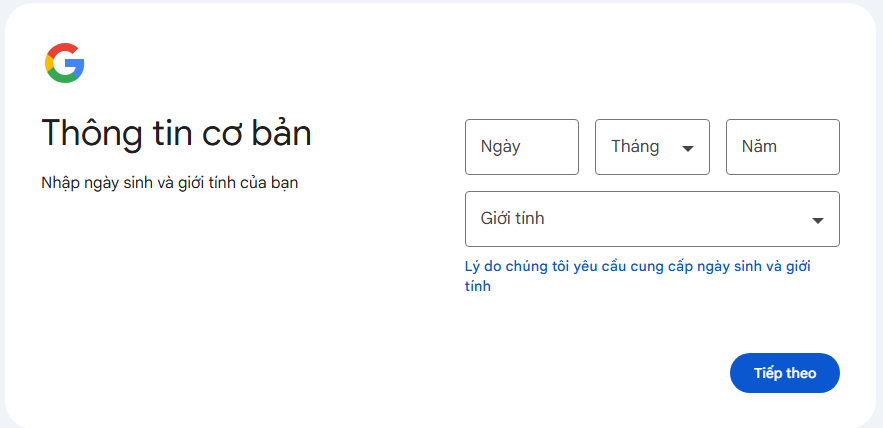 Thông tin cơ bản
Nhập ngày sinh và giới tính của bạn
Ngày
Tháng
Năm
Giới tính
Lý do chúng tôi yêu cầu cung cấp ngày sinh và giới
tính
Tiếp theo